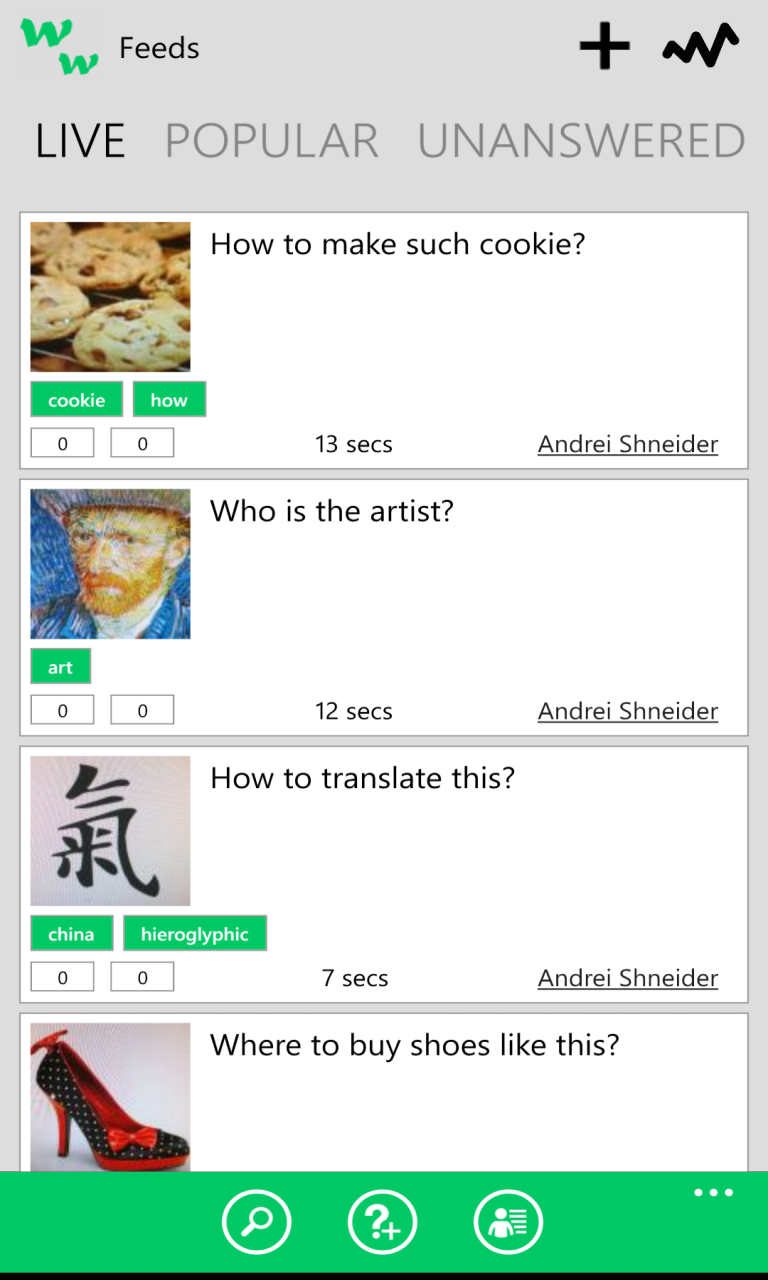 W
W
Feeds
LIVE POPULAR UNANSWERED
How to make such cookie?
cookie how
0 0 13 secs Andrei Shneider
Who is the artist?
art
0 0 12 secs Andrei Shneider
How to translate this?
氣
china hieroglyphic
0 0 7 secs Andrei Shneider
Where to buy shoes like this?